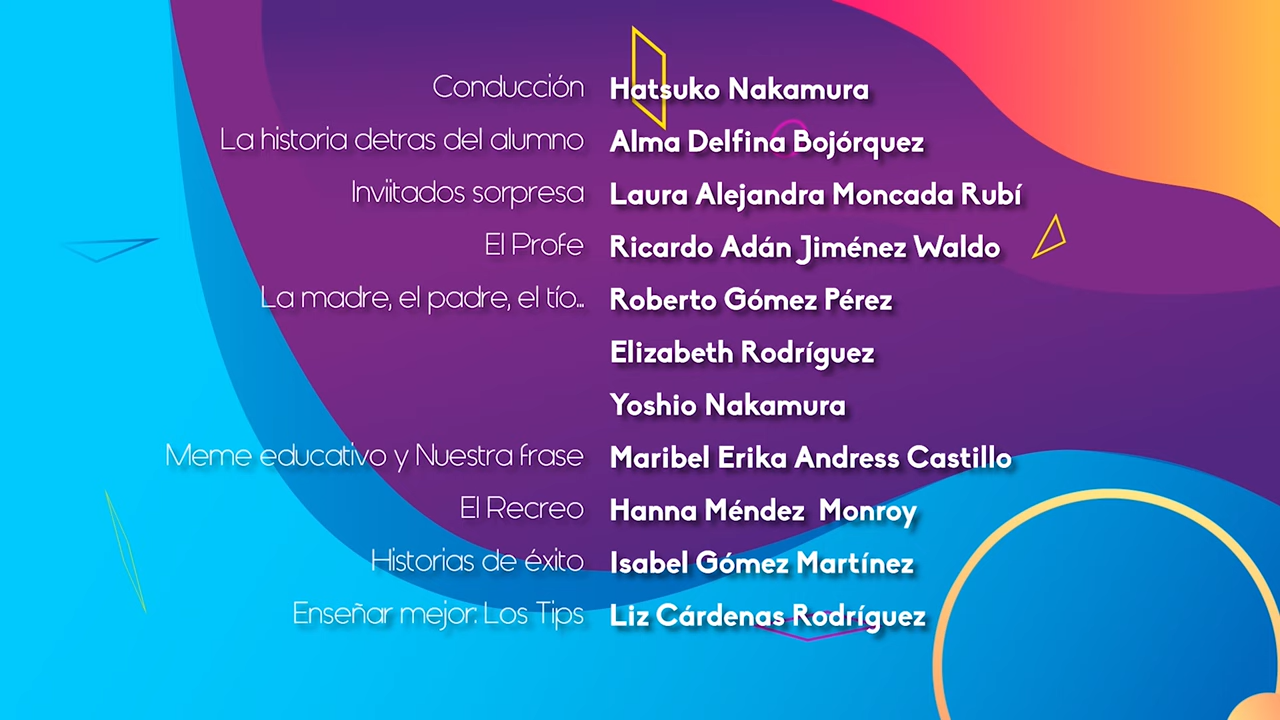 Conducción Hatsuko Nakamura
La historia detras del alumno Alma Delfina Bojórquez
Inviitados sorpresa Laura Alejandra Moncada Rubí
El Profe Ricardo Adán Jiménez Waldo
La madre, el padre, el tío... Roberto Gómez Pérez
Elizabeth Rodríguez
Yoshio Nakamura
Meme educativo y Nuestra frase Maribel Erika Andress Castillo
El Recreo Hanna Méndez Monroy
Historias de éxito Isabel Gómez Martínez
Enseñar mejor: Los Tips Liz Cárdenas Rodríguez